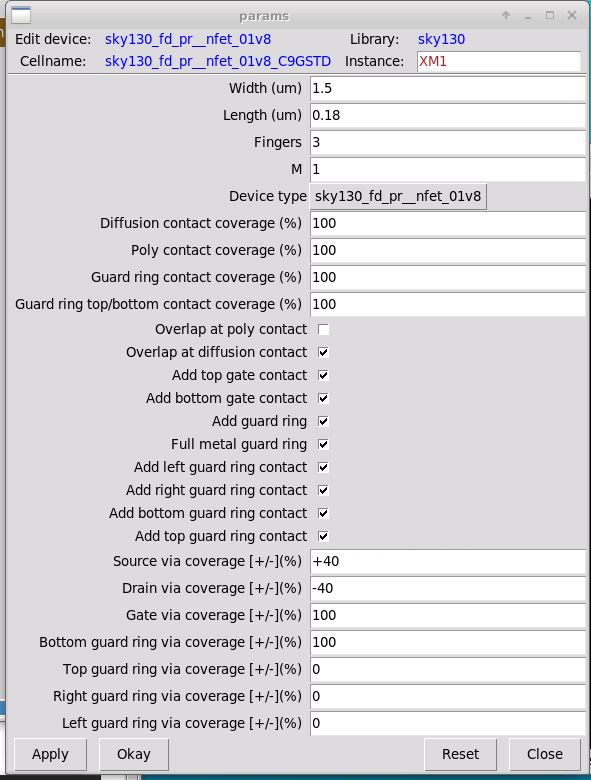 params
Edit device: sky130_fd_pr__nfet_01v8 Library: sky130
Cellname: sky130_fd_pr__nfet_01v8_C9GSTD Instance: XM1
Width (um) 1.5
Length (um) 0.18
Fingers 3
M 1
Device type sky130_fd_pr__nfet_01v8
Diffusion contact coverage (%) 100
Poly contact coverage (%) 100
Guard ring contact coverage (%) 100
Guard ring top/bottom contact coverage (%) 100
Overlap at poly contact
Overlap at diffusion contact
Add top gate contact
Add bottom gate contact
Add guard ring
Full metal guard ring
Add left guard ring contact
Add right guard ring contact
Add bottom guard ring contact
Add top guard ring contact
Source via coverage [+/-](%) +40
Drain via coverage [+/-](%) -40
Gate via coverage [+/-](%) 100
Bottom guard ring via coverage [+/-](%) 100
Top guard ring via coverage [+/-](%) 0
Right guard ring via coverage [+/-](%) 0
Left guard ring via coverage [+/-](%) 0
Apply Okay Reset Close